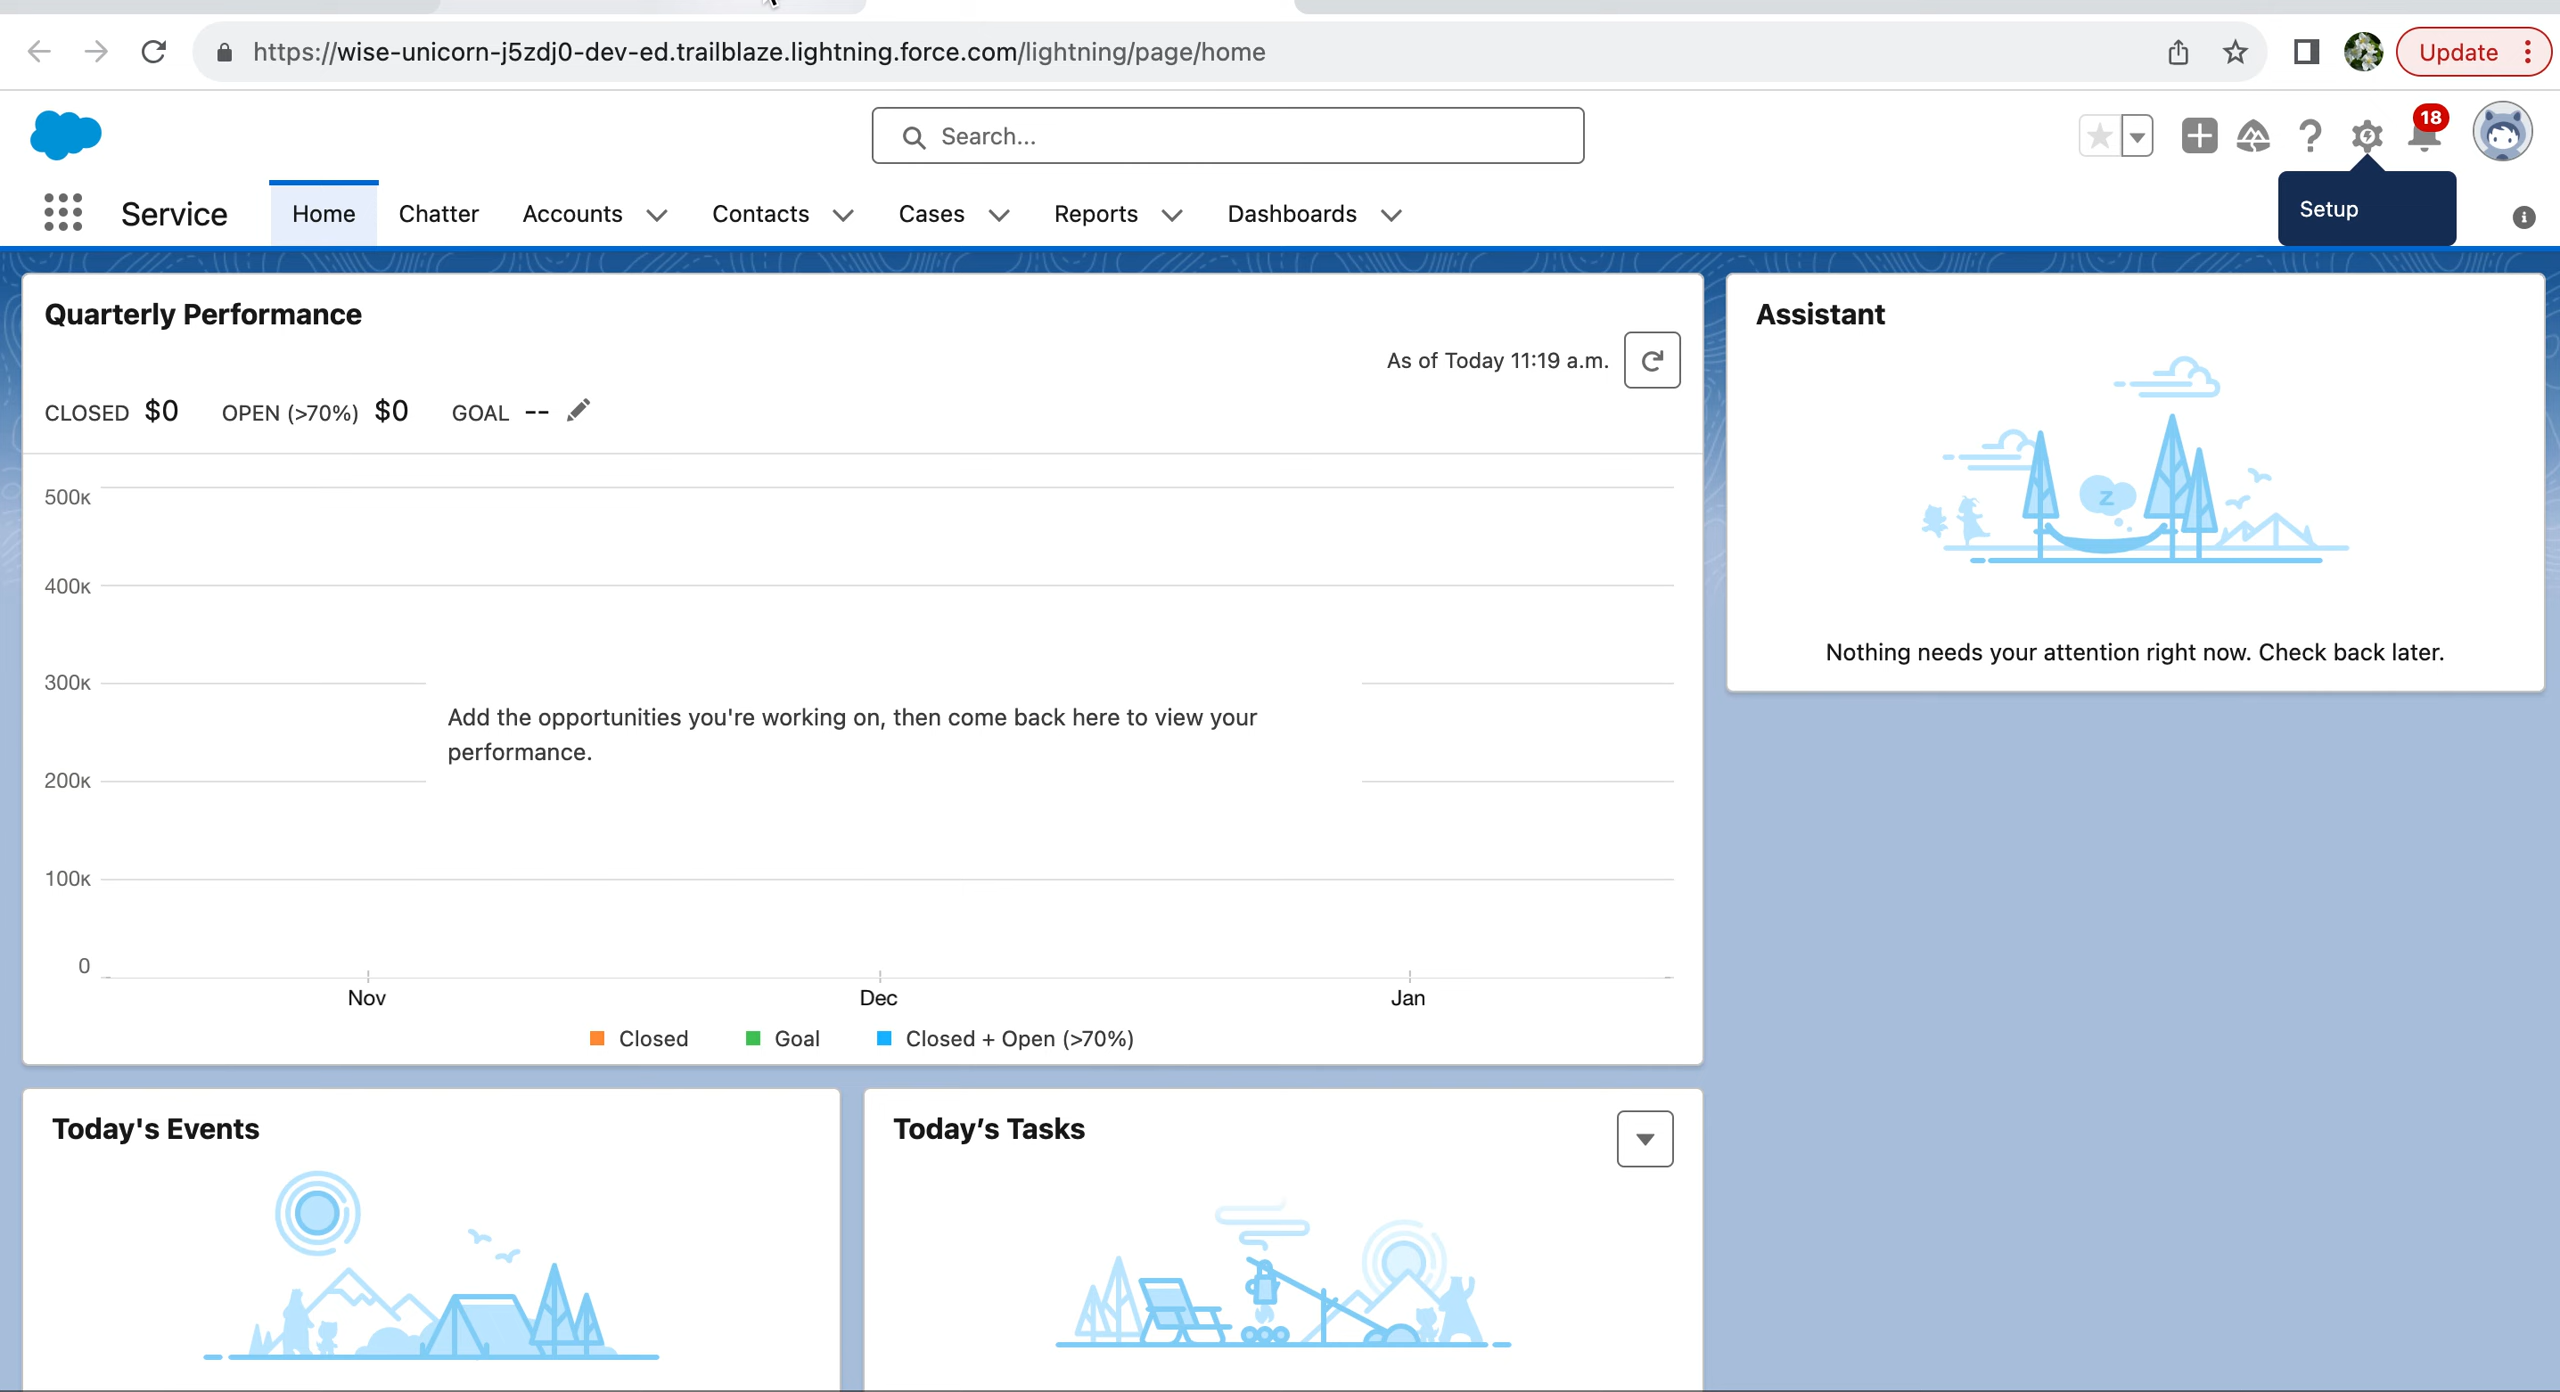 https://wise-unicorn-j5zdj0-dev-ed.trailblaze.lightning.force.com/lightning/page/home
Update
Search...
18
Service
Home
Chatter
Accounts
Contacts
Cases
Reports
Dashboards
Setup
Quarterly Performance
As of Today 11:19 a.m.
CLOSED $0 OPEN (>70%) $0 GOAL --
500K
400K
300K
Add the opportunities you're working on, then come back here to view your
performance.
200K
100K
0
Nov
Dec
Jan
Closed
Goal
Closed + Open (>70%)
Assistant
z
Nothing needs your attention right now. Check back later.
Today's Events
Today’s Tasks